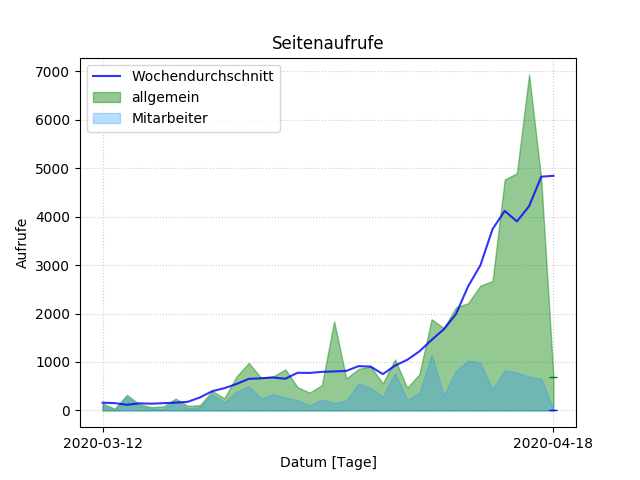 Seitenaufrufe
Wochendurchschnitt
allgemein
Mitarbeiter
7000
6000
5000
4000
3000
2000
1000
0
Aufrufe
2020-03-12
2020-04-18
Datum [Tage]